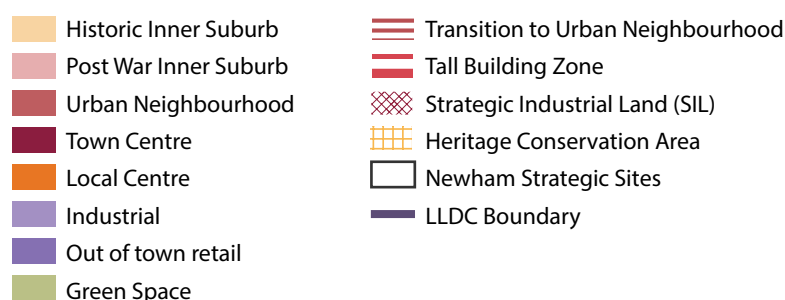 Historic Inner Suburb
Post War Inner Suburb
Urban Neighbourhood
Town Centre
Local Centre
Industrial
Out of town retail
Green Space
Transition to Urban Neighbourhood
Tall Building Zone
Strategic Industrial Land (SIL)
Heritage Conservation Area
Newham Strategic Sites
LLDC Boundary